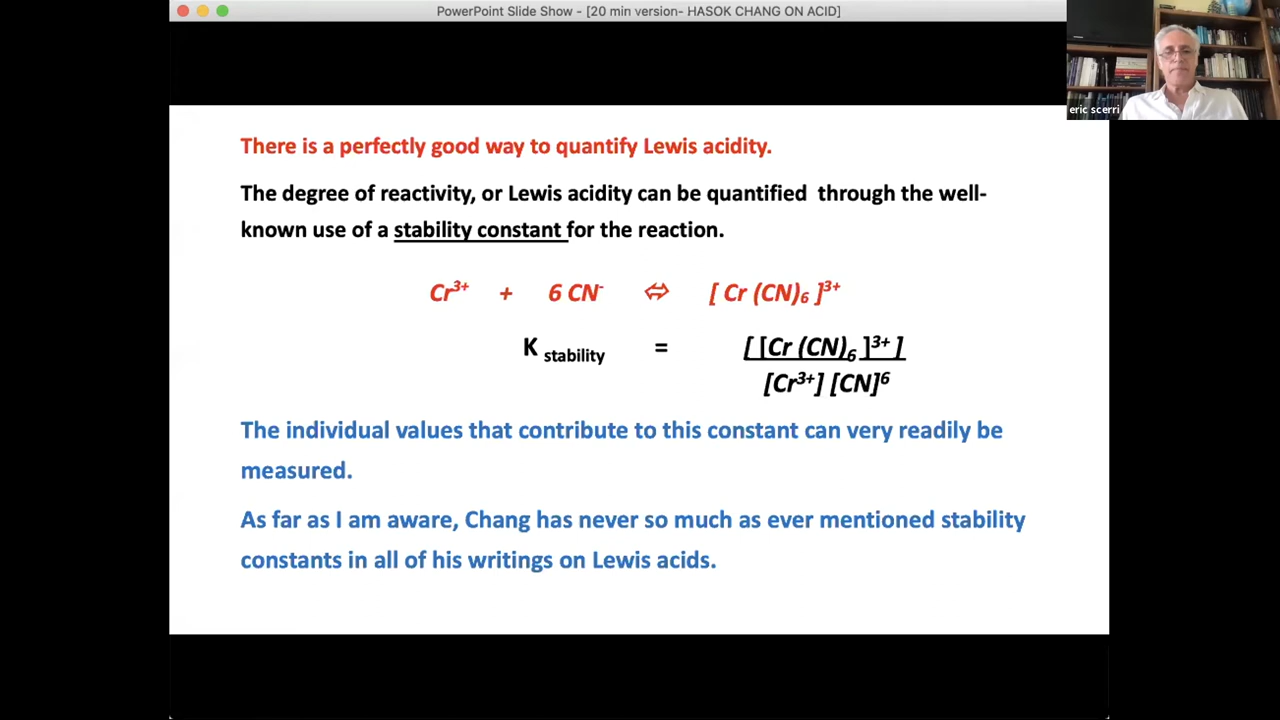 PowerPoint Slide Show - [20 min version- HASOK CHANG ON ACID]
eric scerri
There is a perfectly good way to quantify Lewis acidity.
The degree of reactivity, or Lewis acidity can be quantified through the well-
known use of a stability constant for the reaction.
Cr³⁺ + 6 CN⁻ ⇔ [ Cr (CN)₆ ]³⁺
K stability = [ [Cr (CN)₆ ]³⁺ ]
[Cr³⁺] [CN]⁶
The individual values that contribute to this constant can very readily be
measured.
As far as I am aware, Chang has never so much as ever mentioned stability
constants in all of his writings on Lewis acids.